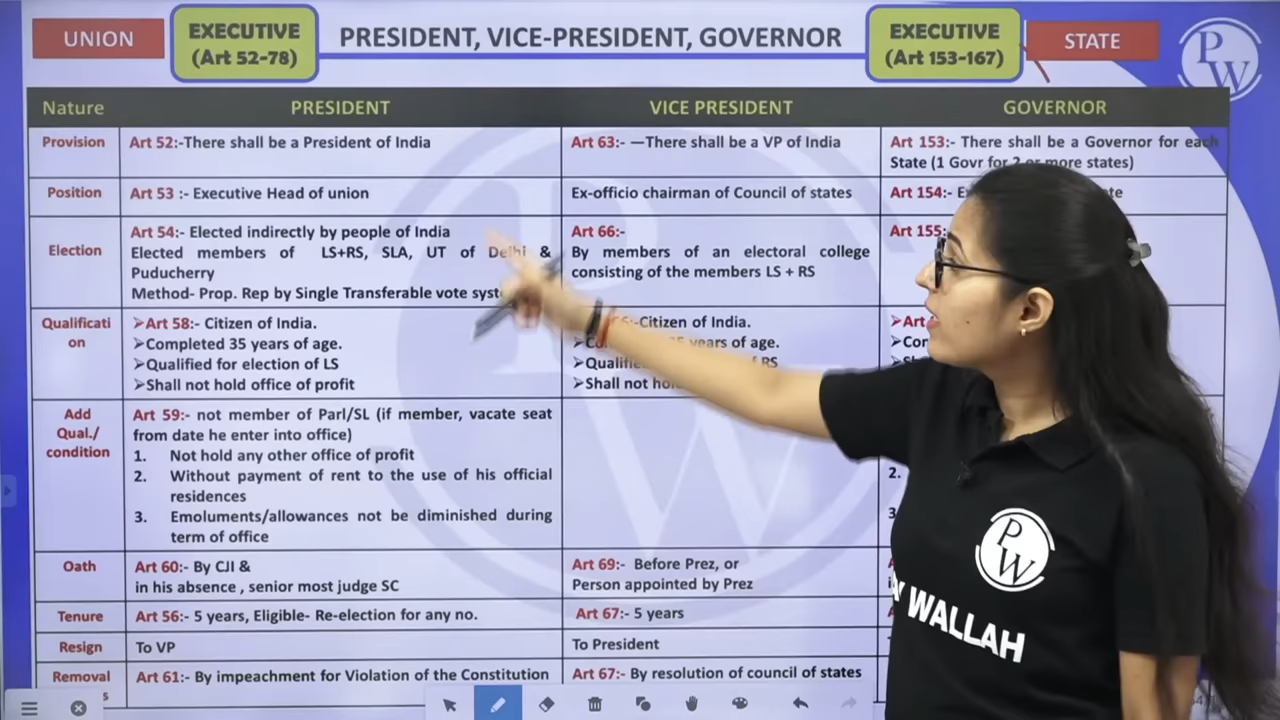 UNION
EXECUTIVE
(Art 52-78)
PRESIDENT, VICE-PRESIDENT, GOVERNOR
EXECUTIVE
(Art 153-167)
STATE
PW
Nature
PRESIDENT
VICE PRESIDENT
GOVERNOR
Provision
Art 52:-There shall be a President of India
Art 63:- —There shall be a VP of India
Art 153:- There shall be a Governor for each
State (1 Govr for 2 or more states)
Position
Art 53 :- Executive Head of union
Ex-officio chairman of Council of states
Art 154:-
Election
Art 54:- Elected indirectly by people of India
Elected members of LS+RS, SLA, UT of Delhi &
Puducherry
Method- Prop. Rep by Single Transferable vote
Art 66:-
By members of an electoral college
consisting of the members LS + RS
Art 155:
Qualificati
on
➢Art 58:- Citizen of India.
➢Completed 35 years of age.
➢Qualified for election of LS
➢Shall not hold office of profit
:-Citizen of India.
years of age.
RS
➢Shall not
➢Art
Add
Qual./
condition
Art 59:- not member of Parl/SL (if member, vacate seat
from date he enter into office)
1. Not hold any other office of profit
2. Without payment of rent to the use of his official
residences
3. Emoluments/allowances not be diminished during
term of office
2.
3
Oath
Art 60:- By CJI &
in his absence , senior most judge SC
Art 69:- Before Prez, or
Person appointed by Prez
Tenure
Art 56:- 5 years, Eligible- Re-election for any no.
Art 67:- 5 years
Resign
To VP
To President
Removal
s
Art 61:- By impeachment for Violation of the Constitution
Art 67:- By resolution of council of states
PW
WALLAH